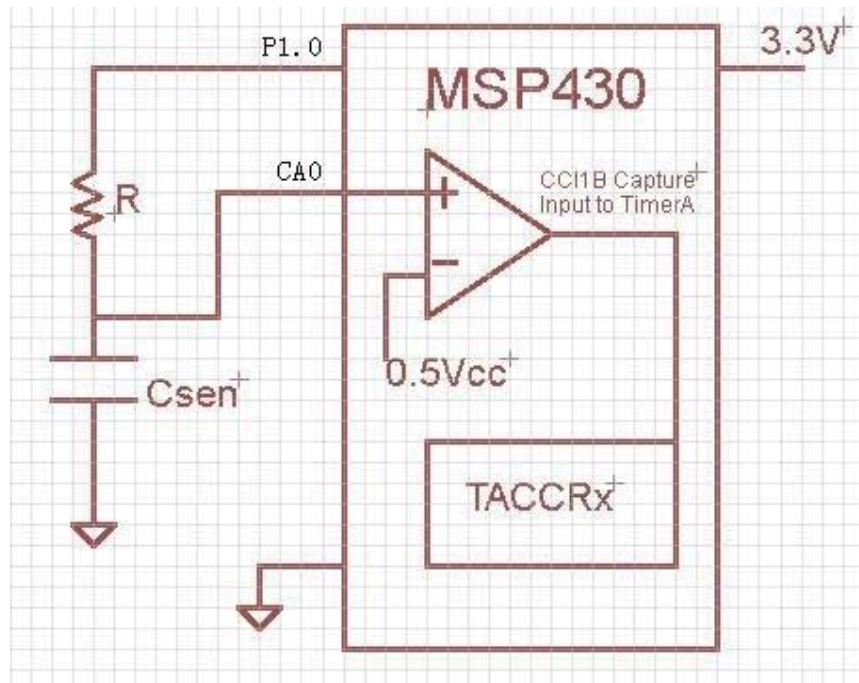 P1.0
3.3V
MSP430
CA0
CCI1B Capture
Input to TimerA
R
+
−
0.5Vcc
Csen
TACCRx